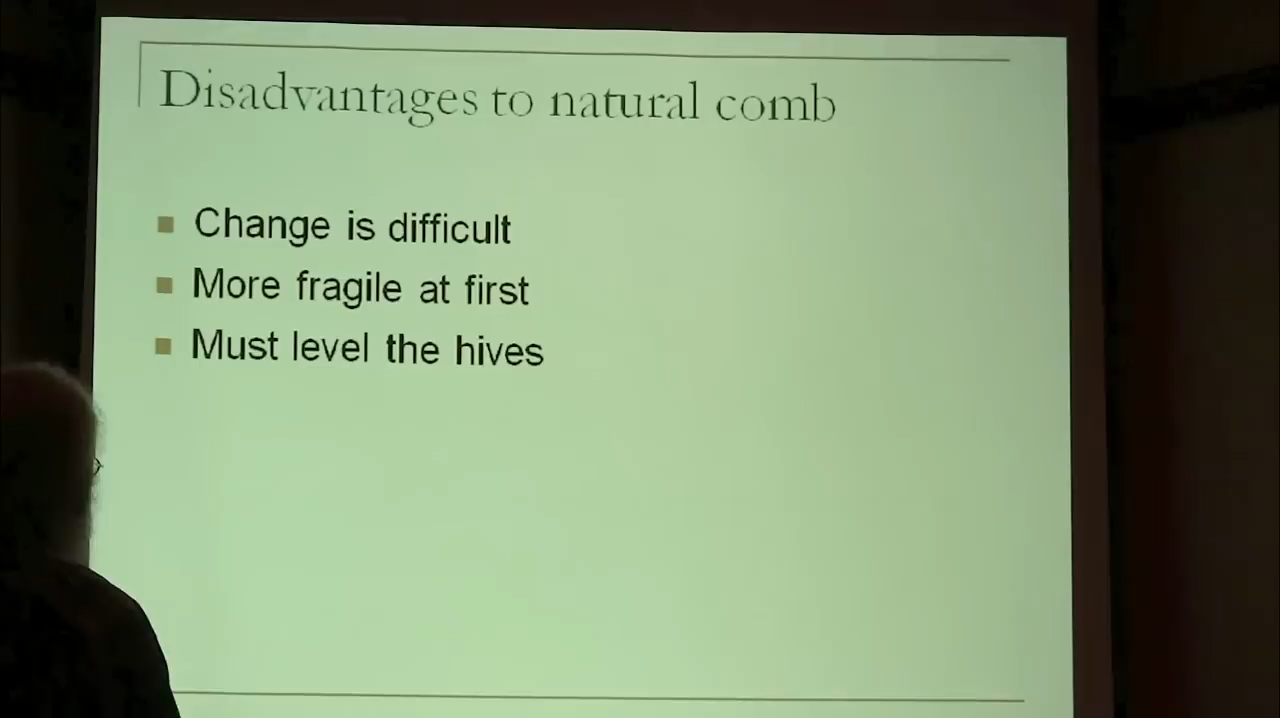 Disadvantages to natural comb
Change is difficult
More fragile at first
Must level the hives